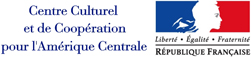 Centre Culturel
et de Coopération
pour l'Amérique Centrale
Liberté • Égalité • Fraternité
RÉPUBLIQUE FRANÇAISE